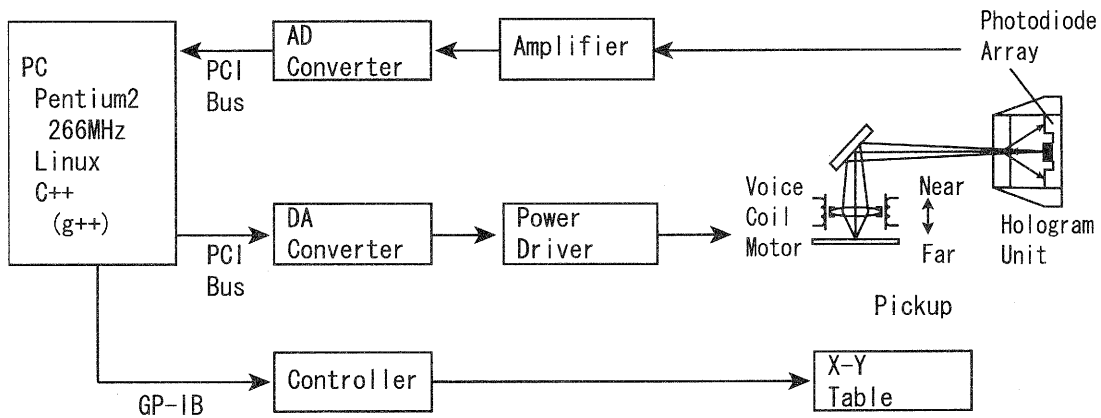 PC
Pentium2
266MHz
Linux
C++
(g++)
PCI
Bus
AD
Converter
Amplifier
Photodiode
Array
PCI
Bus
DA
Converter
Power
Driver
Voice
Coil
Motor
Near
Far
Hologram
Unit
Pickup
GP-IB
Controller
X-Y
Table